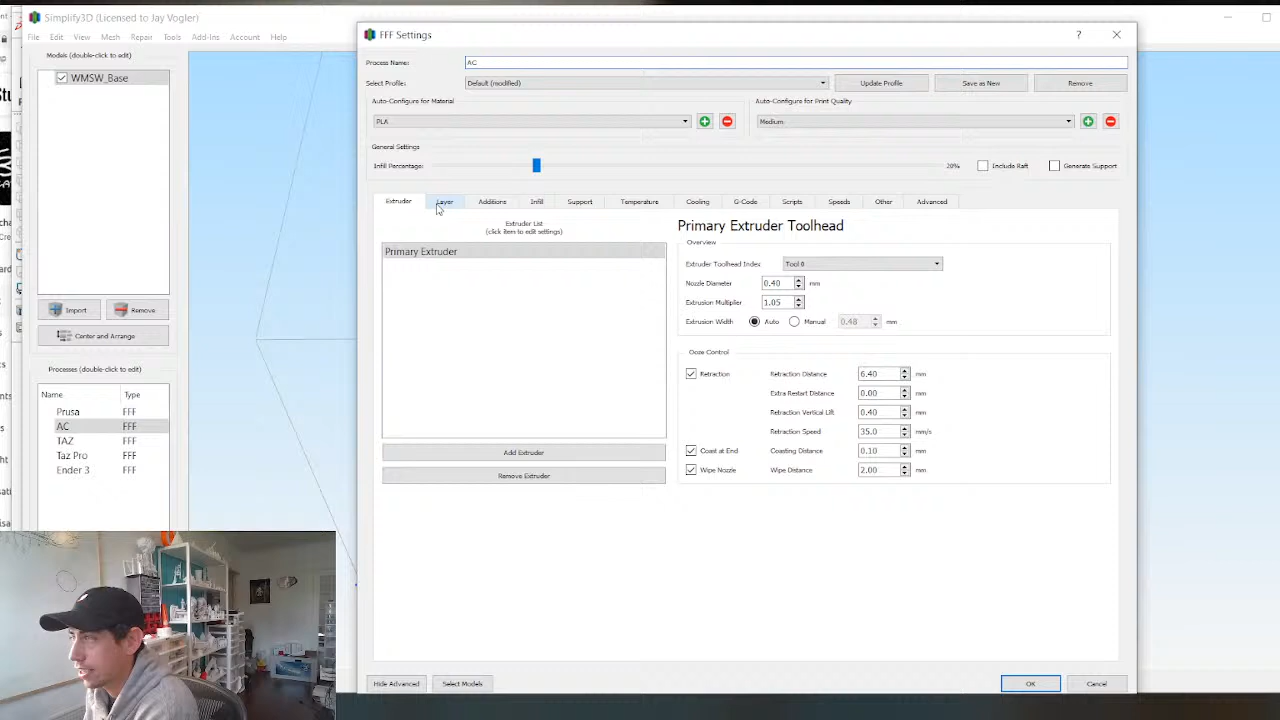 Simplify3D (Licensed to Jay Vogler)
File Edit View Mesh Repair Tools Add-Ins Account Help
Models (double-click to edit)
WMSW_Base
Import Remove
Center and Arrange
Processes (double-click to edit)
Name Type
Prusa FFF
AC FFF
TAZ FFF
Taz Pro FFF
Ender 3 FFF
FFF Settings
?
Process Name: AC
Select Profile: Default (modified) Update Profile Save as New Remove
Auto-Configure for Material Auto-Configure for Print Quality
PLA Medium
General Settings
Infill Percentage: 20% Include Raft Generate Support
Extruder Layer Additions Infill Support Temperature Cooling G-Code Scripts Speeds Other Advanced
Extruder List
(click item to edit settings)
Primary Extruder
Add Extruder
Remove Extruder
Primary Extruder Toolhead
Overview
Extruder Toolhead Index Tool 0
Nozzle Diameter 0.40 mm
Extrusion Multiplier 1.05
Extrusion Width Auto Manual 0.48 mm
Ooze Control
Retraction Retraction Distance 6.40 mm
Extra Restart Distance 0.00 mm
Retraction Vertical Lift 0.40 mm
Retraction Speed 35.0 mm/s
Coast at End Coasting Distance 0.10 mm
Wipe Nozzle Wipe Distance 2.00 mm
Hide Advanced Select Models OK Cancel